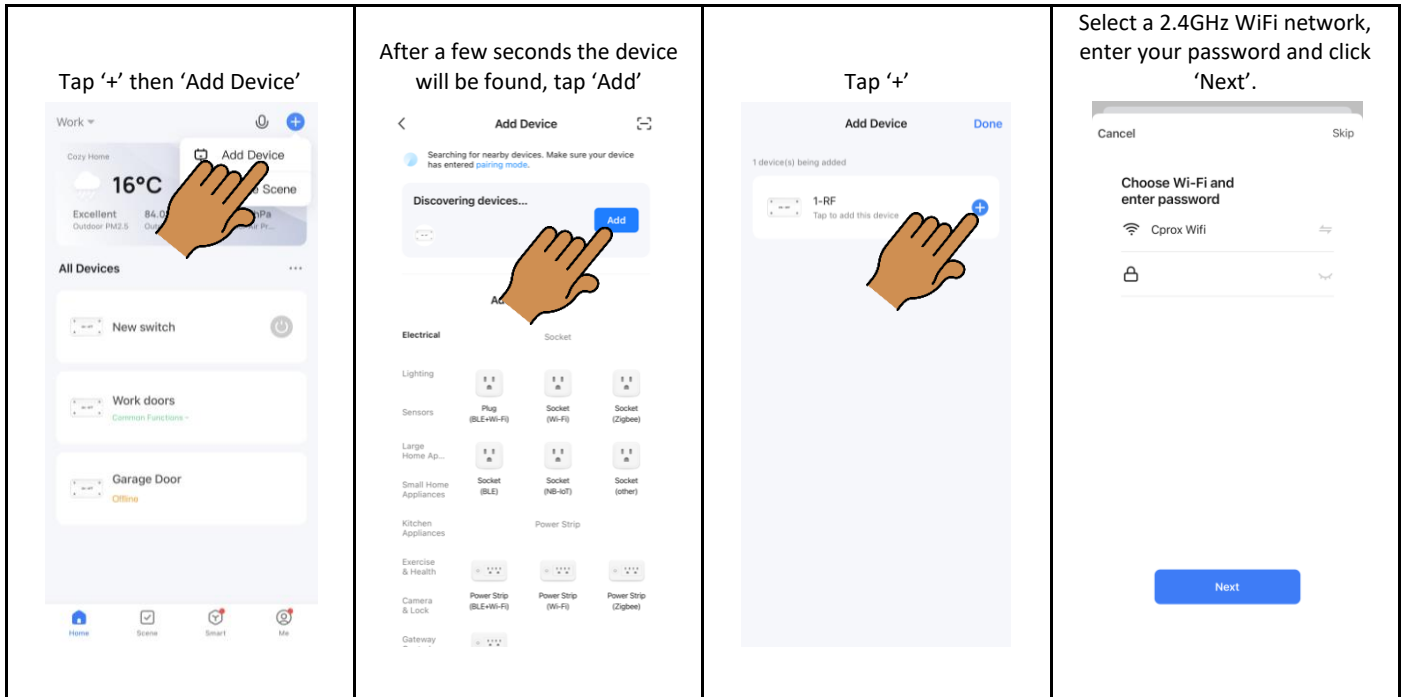 Tap ‘+’ then ‘Add Device’
Work
Add Device
Scene
Cozy Home
16°C
Excellent
Outdoor PM2.5
84.0
hPa
All Devices
New switch
Work doors
Common Functions
Garage Door
Offline
Home
Scene
Smart
Me
After a few seconds the device
will be found, tap ‘Add’
Add Device
Searching for nearby devices. Make sure your device
has entered pairing mode.
Discovering devices...
Add
Electrical
Socket
Lighting
Sensors
Plug
(BLE+Wi-Fi)
Socket
(Wi-Fi)
Socket
(Zigbee)
Large
Home Ap...
Small Home
Appliances
Socket
(BLE)
Socket
(NB-IoT)
Socket
(other)
Kitchen
Appliances
Power Strip
Exercise
& Health
Camera
& Lock
Power Strip
(BLE+Wi-Fi)
Power Strip
(Wi-Fi)
Power Strip
(Zigbee)
Gateway
Tap ‘+’
Add Device
Done
1 device(s) being added
1-RF
Tap to add this device
Select a 2.4GHz WiFi network,
enter your password and click
‘Next’.
Cancel
Skip
Choose Wi-Fi and
enter password
Cprox Wifi
Next